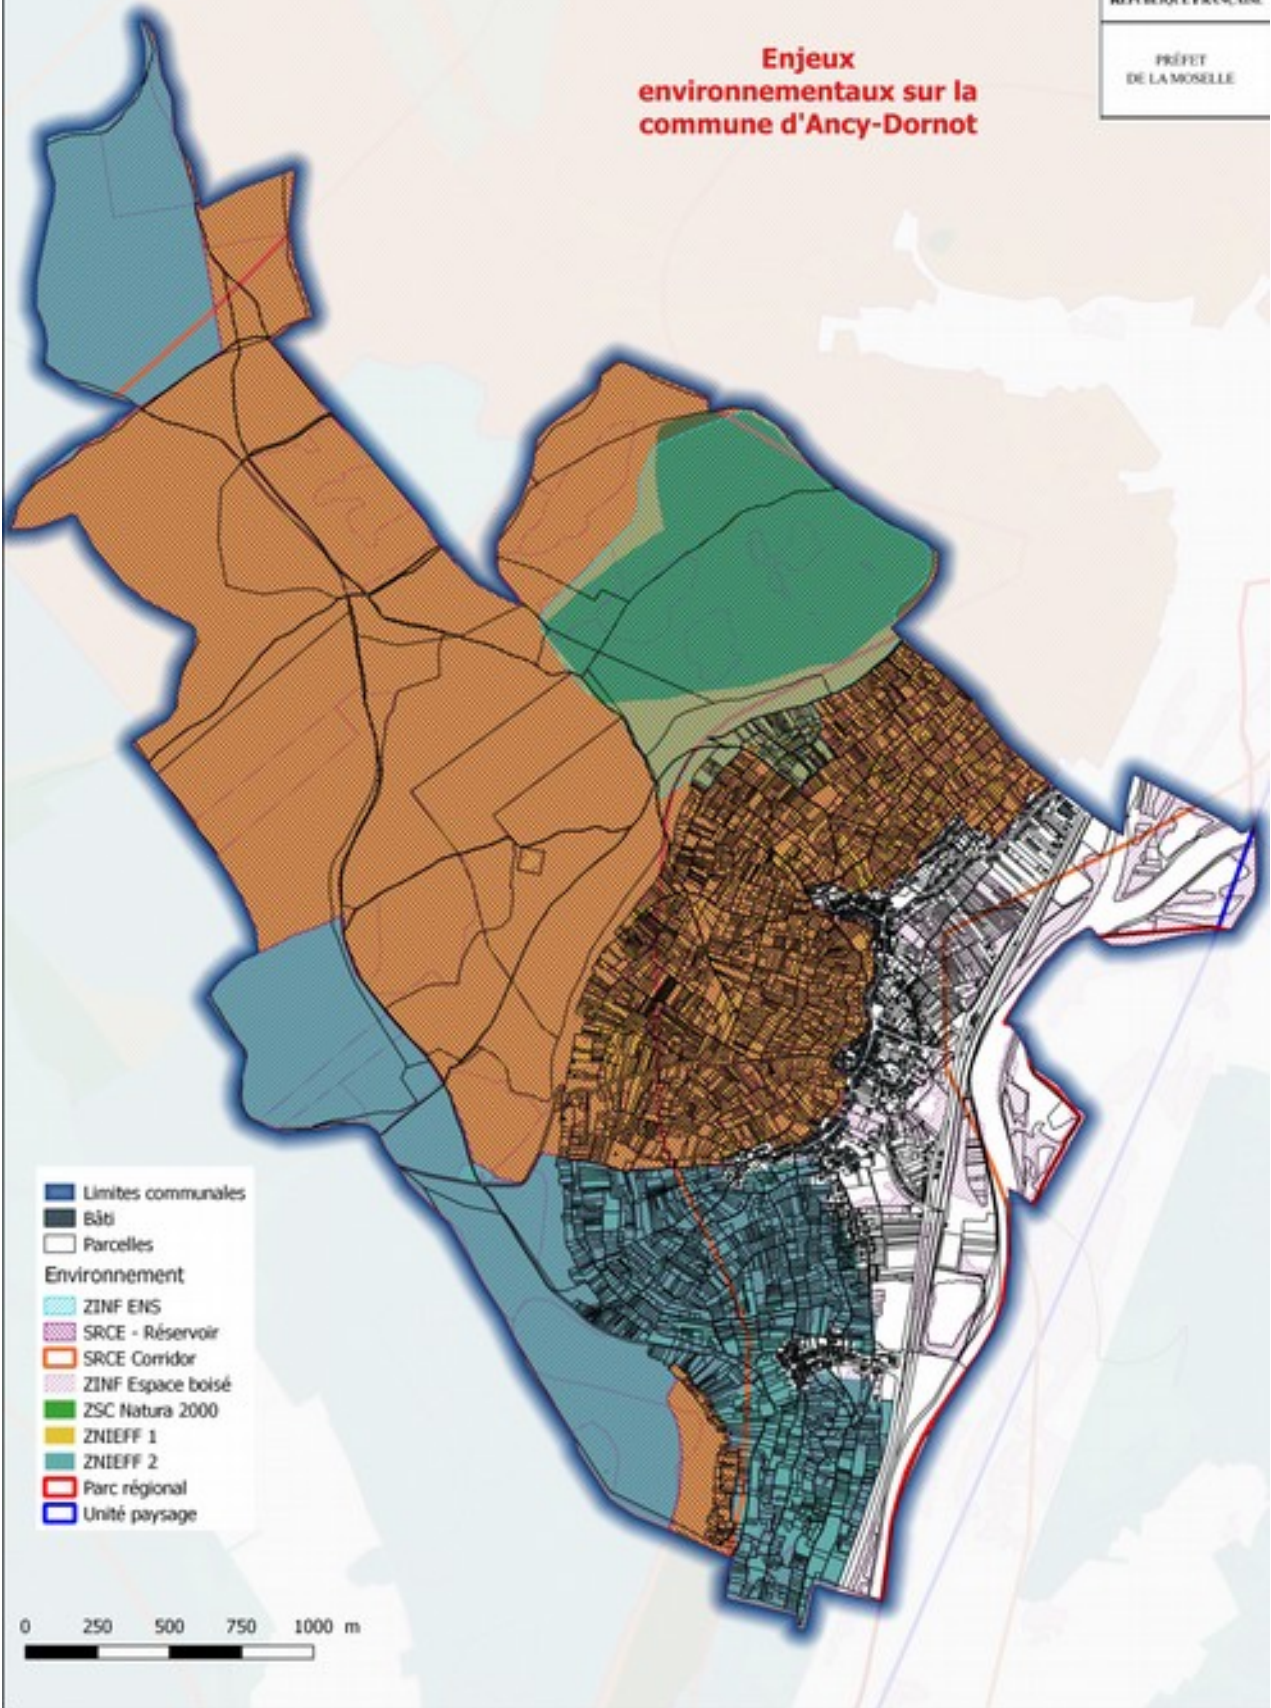 RÉPUBLIQUE FRANÇAISE
PRÉFET
DE LA MOSELLE
Enjeux
environnementaux sur la
commune d'Ancy-Dornot
Limites communales
Bâti
Parcelles
Environnement
ZINF ENS
SRCE - Réservoir
SRCE Corridor
ZINF Espace boisé
ZSC Natura 2000
ZNIEFF 1
ZNIEFF 2
Parc régional
Unité paysage
0 250 500 750 1000 m